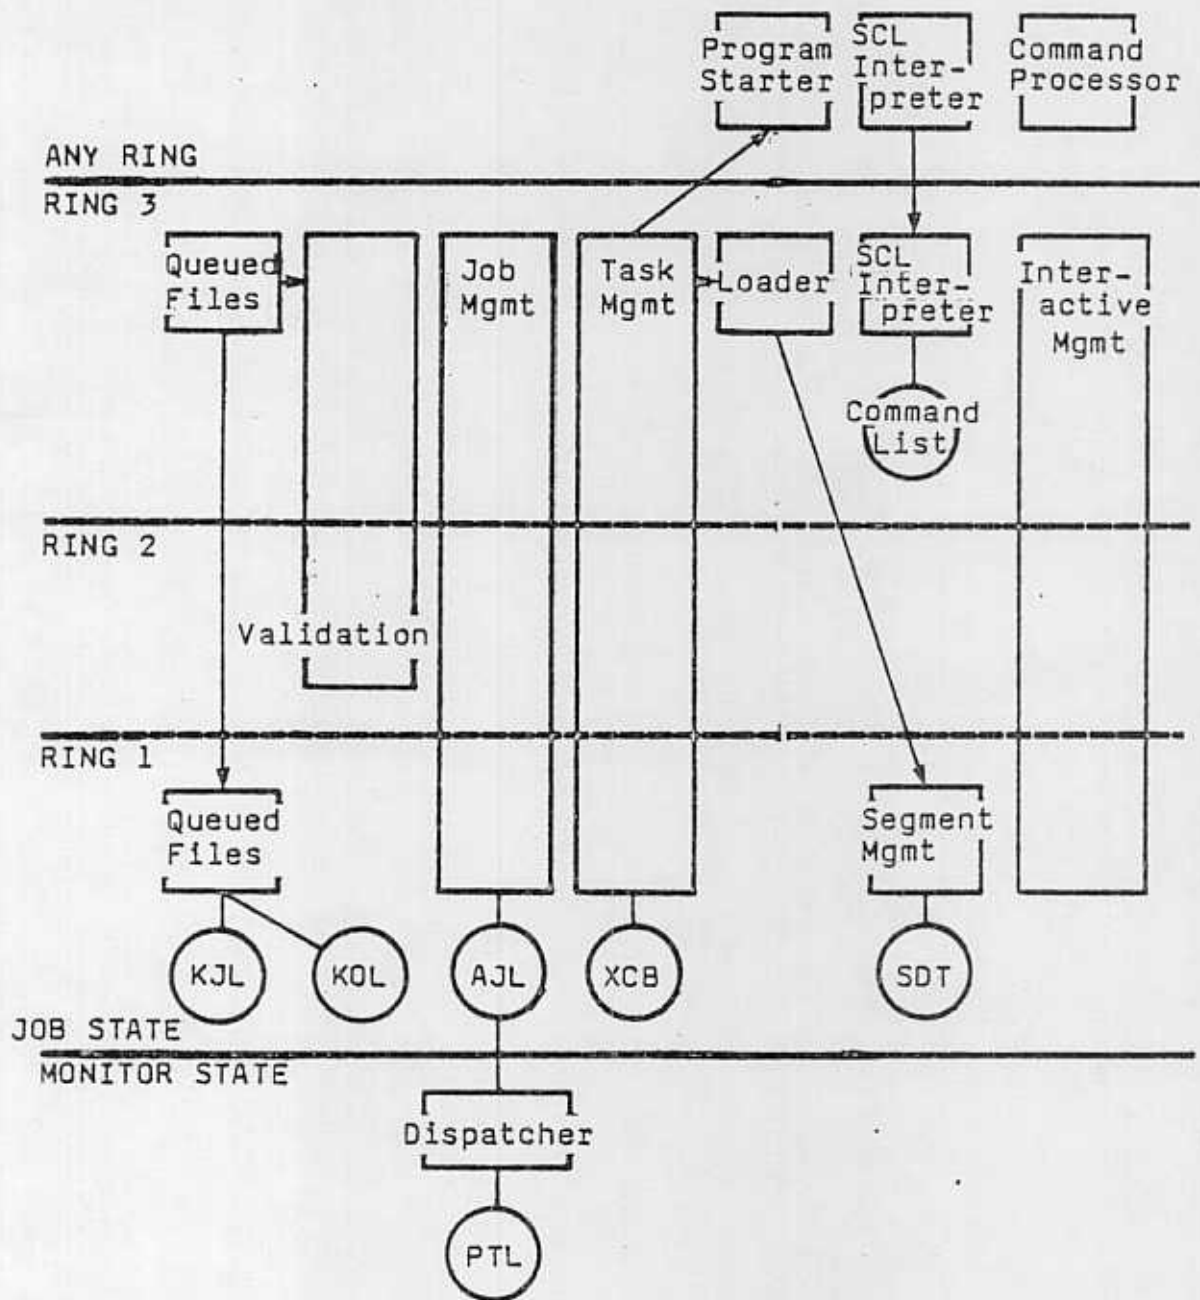 Program
Starter
SCL
Inter-
preter
Command
Processor
ANY RING
RING 3
Queued
Files
Job
Mgmt
Task
Mgmt
Loader
SCL
Inter-
preter
Inter-
active
Mgmt
Command
List
RING 2
Validation
RING 1
Queued
Files
Segment
Mgmt
KJL
KOL
AJL
XCB
SDT
JOB STATE
MONITOR STATE
Dispatcher
PTL